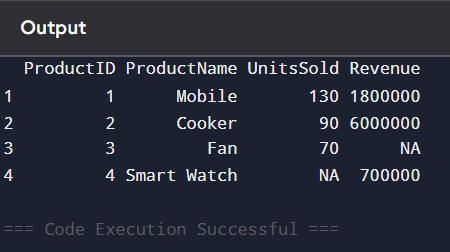 Output
ProductID ProductName UnitsSold Revenue
1 1 Mobile 130 1800000
2 2 Cooker 90 6000000
3 3 Fan 70 NA
4 4 Smart Watch NA 700000
=== Code Execution Successful ===